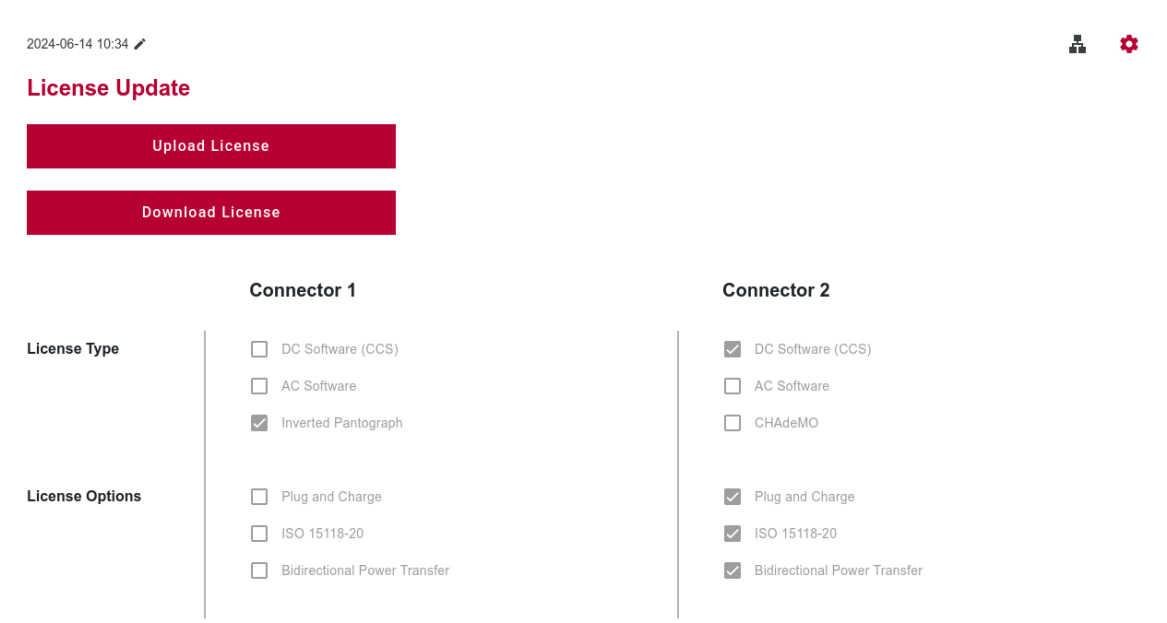 2024-06-14 10:34
License Update
Upload License
Download License
Connector 1
Connector 2
License Type
DC Software (CCS)
DC Software (CCS)
AC Software
AC Software
Inverted Pantograph
CHAdeMO
License Options
Plug and Charge
Plug and Charge
ISO 15118-20
ISO 15118-20
Bidirectional Power Transfer
Bidirectional Power Transfer